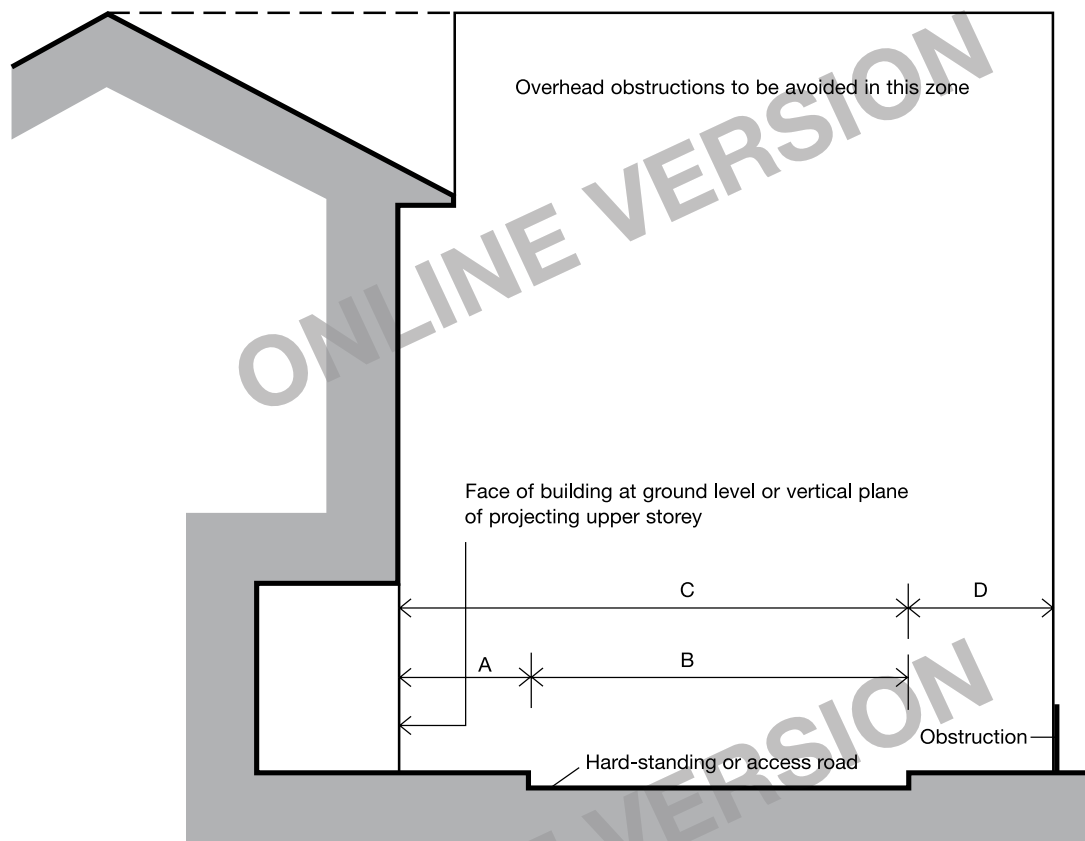 Overhead obstructions to be avoided in this zone
ONLINE VERSION
Face of building at ground level or vertical plane
of projecting upper storey
C
D
A
B
Obstruction
Hard-standing or access road
ONLINE VERSION